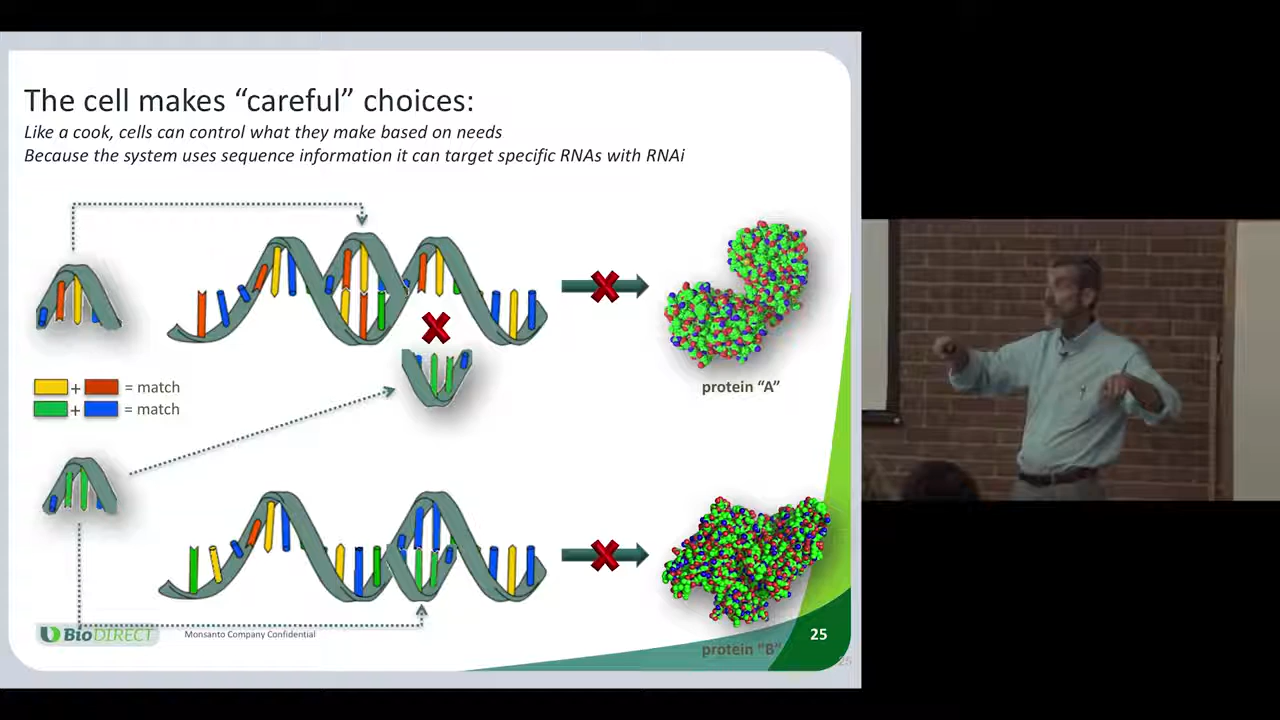 The cell makes “careful” choices:
Like a cook, cells can control what they make based on needs
Because the system uses sequence information it can target specific RNAs with RNAi
protein “A”
+ = match
+ = match
BioDIRECT
Monsanto Company Confidential
protein “B”
25
25